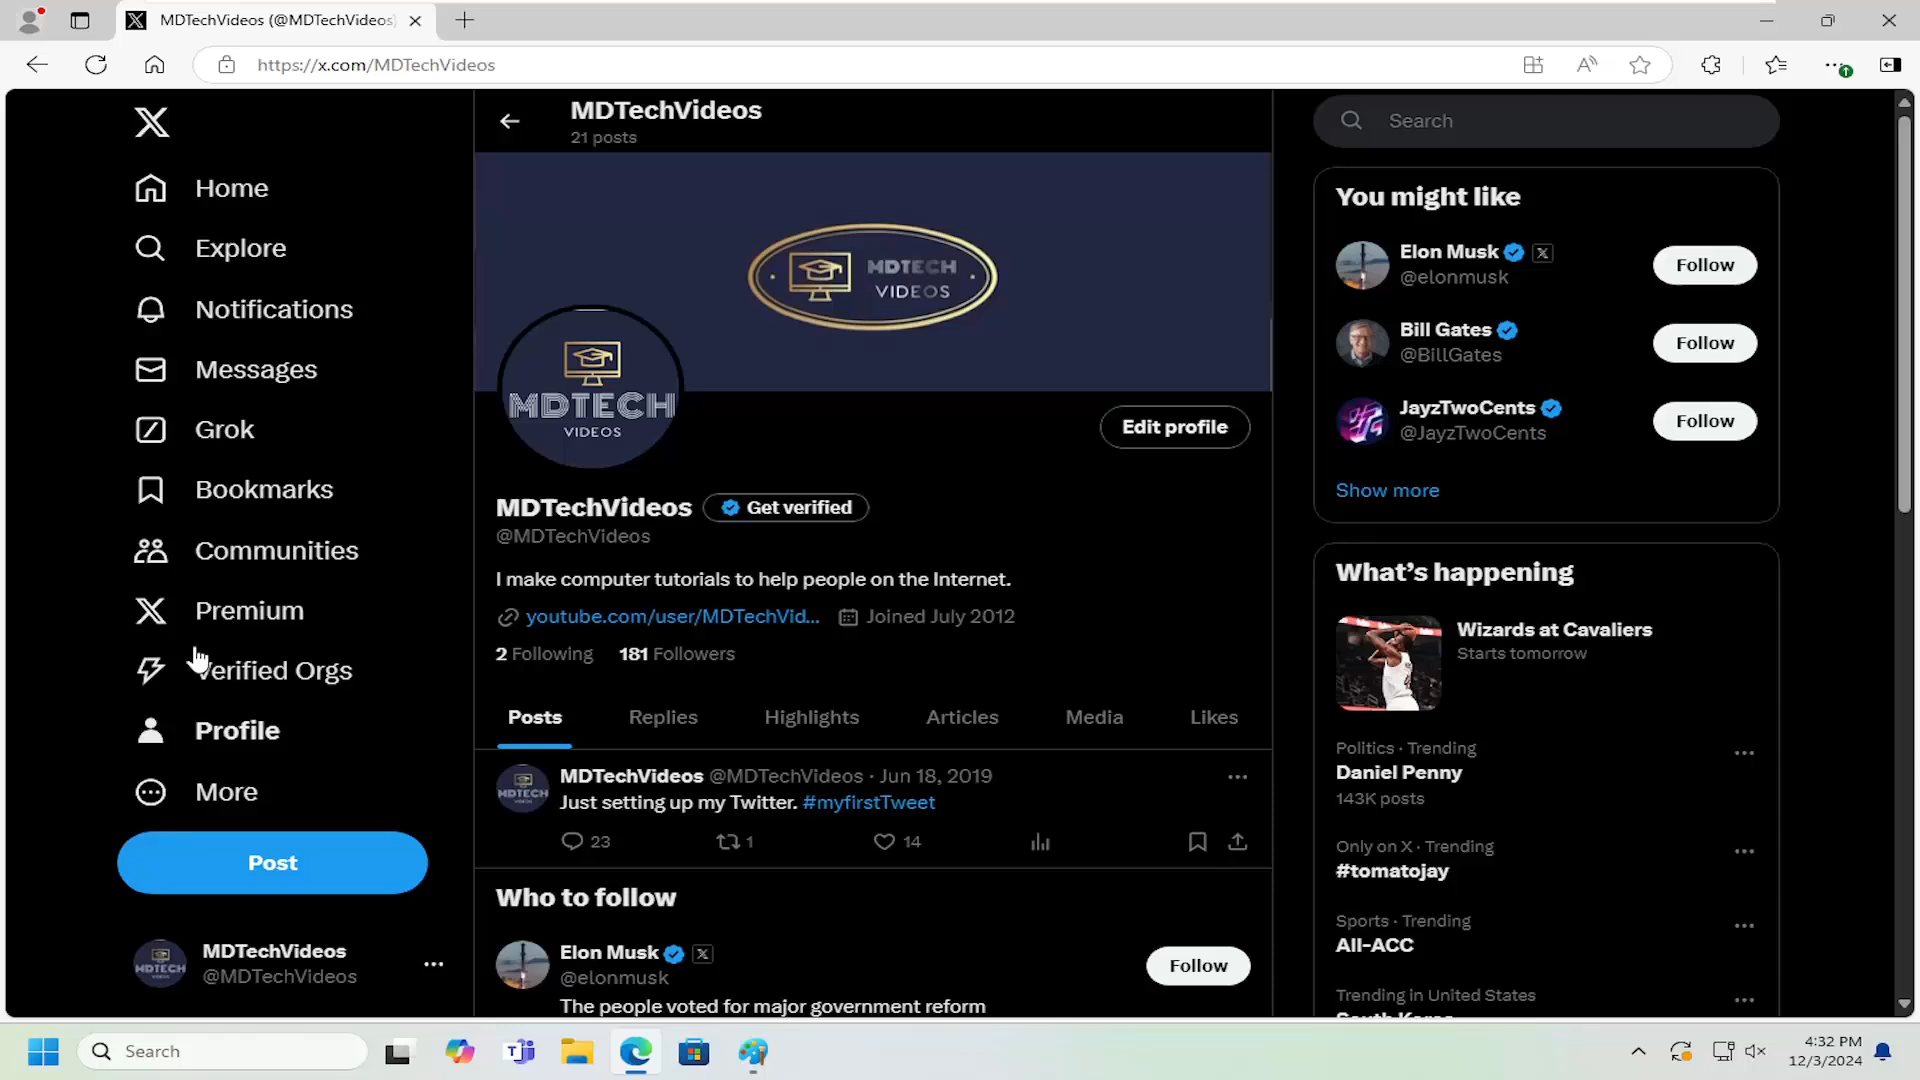 MDTechVideos (@MDTechVideos)
https://x.com/MDTechVideos
Home
Explore
Notifications
Messages
Grok
Bookmarks
Communities
Premium
Verified Orgs
Profile
More
Post
MDTechVideos
@MDTechVideos
MDTechVideos
21 posts
MDTECH
VIDEOS
MDTECH
VIDEOS
Edit profile
MDTechVideos
Get verified
@MDTechVideos
I make computer tutorials to help people on the Internet.
youtube.com/user/MDTechVid... Joined July 2012
2 Following 181 Followers
Posts Replies Highlights Articles Media Likes
MDTECH
MDTechVideos @MDTechVideos · Jun 18, 2019
Just setting up my Twitter. #myfirstTweet
23 1 14
Who to follow
Elon Musk
@elonmusk
Follow
The people voted for major government reform
Search
You might like
Elon Musk
@elonmusk
Follow
Bill Gates
@BillGates
Follow
JayzTwoCents
@JayzTwoCents
Follow
Show more
What's happening
Wizards at Cavaliers
Starts tomorrow
Politics · Trending
Daniel Penny
143K posts
Only on X · Trending
#tomatojay
Sports · Trending
All-ACC
Trending in United States
South Korea
MDTECH
Search
4:32 PM
12/3/2024